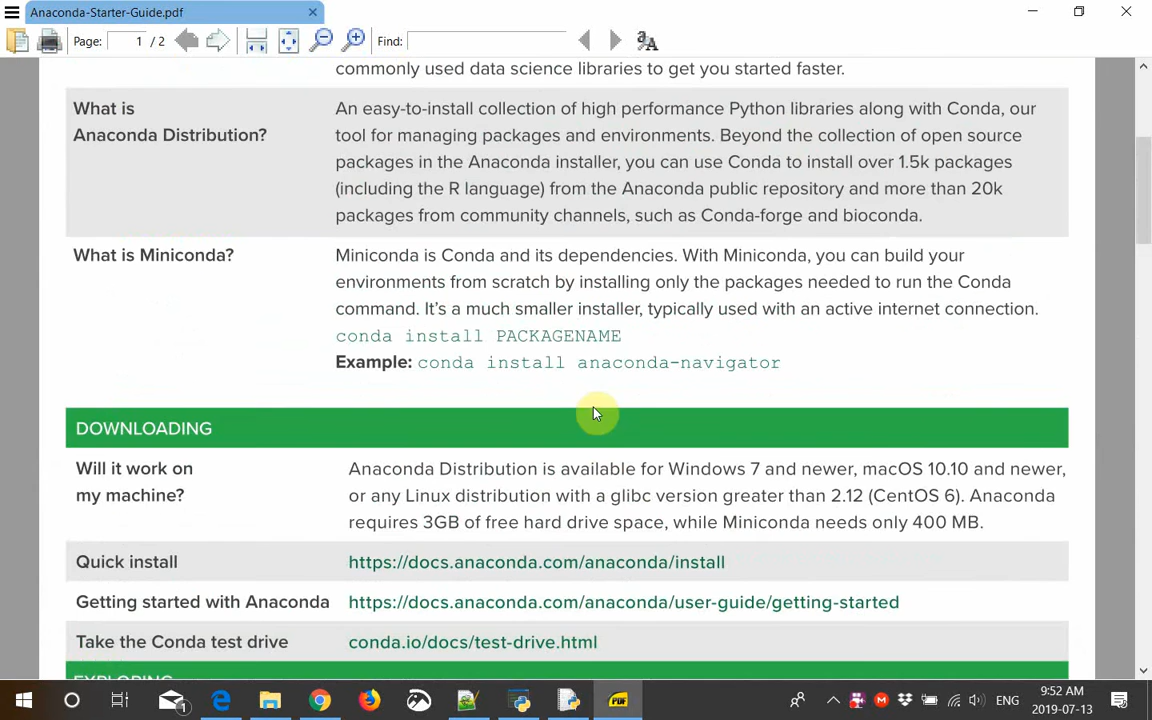 Anaconda-Starter-Guide.pdf
Page: 1 / 2 Find:
commonly used data science libraries to get you started faster.
What is
Anaconda Distribution?
An easy-to-install collection of high performance Python libraries along with Conda, our
tool for managing packages and environments. Beyond the collection of open source
packages in the Anaconda installer, you can use Conda to install over 1.5k packages
(including the R language) from the Anaconda public repository and more than 20k
packages from community channels, such as Conda-forge and bioconda.
What is Miniconda?
Miniconda is Conda and its dependencies. With Miniconda, you can build your
environments from scratch by installing only the packages needed to run the Conda
command. It’s a much smaller installer, typically used with an active internet connection.
conda install PACKAGENAME
Example: conda install anaconda-navigator
DOWNLOADING
Will it work on
my machine?
Anaconda Distribution is available for Windows 7 and newer, macOS 10.10 and newer,
or any Linux distribution with a glibc version greater than 2.12 (CentOS 6). Anaconda
requires 3GB of free hard drive space, while Miniconda needs only 400 MB.
Quick install https://docs.anaconda.com/anaconda/install
Getting started with Anaconda https://docs.anaconda.com/anaconda/user-guide/getting-started
Take the Conda test drive conda.io/docs/test-drive.html
EXPLORING
1
PDF
ENG
9:52 AM
2019-07-13